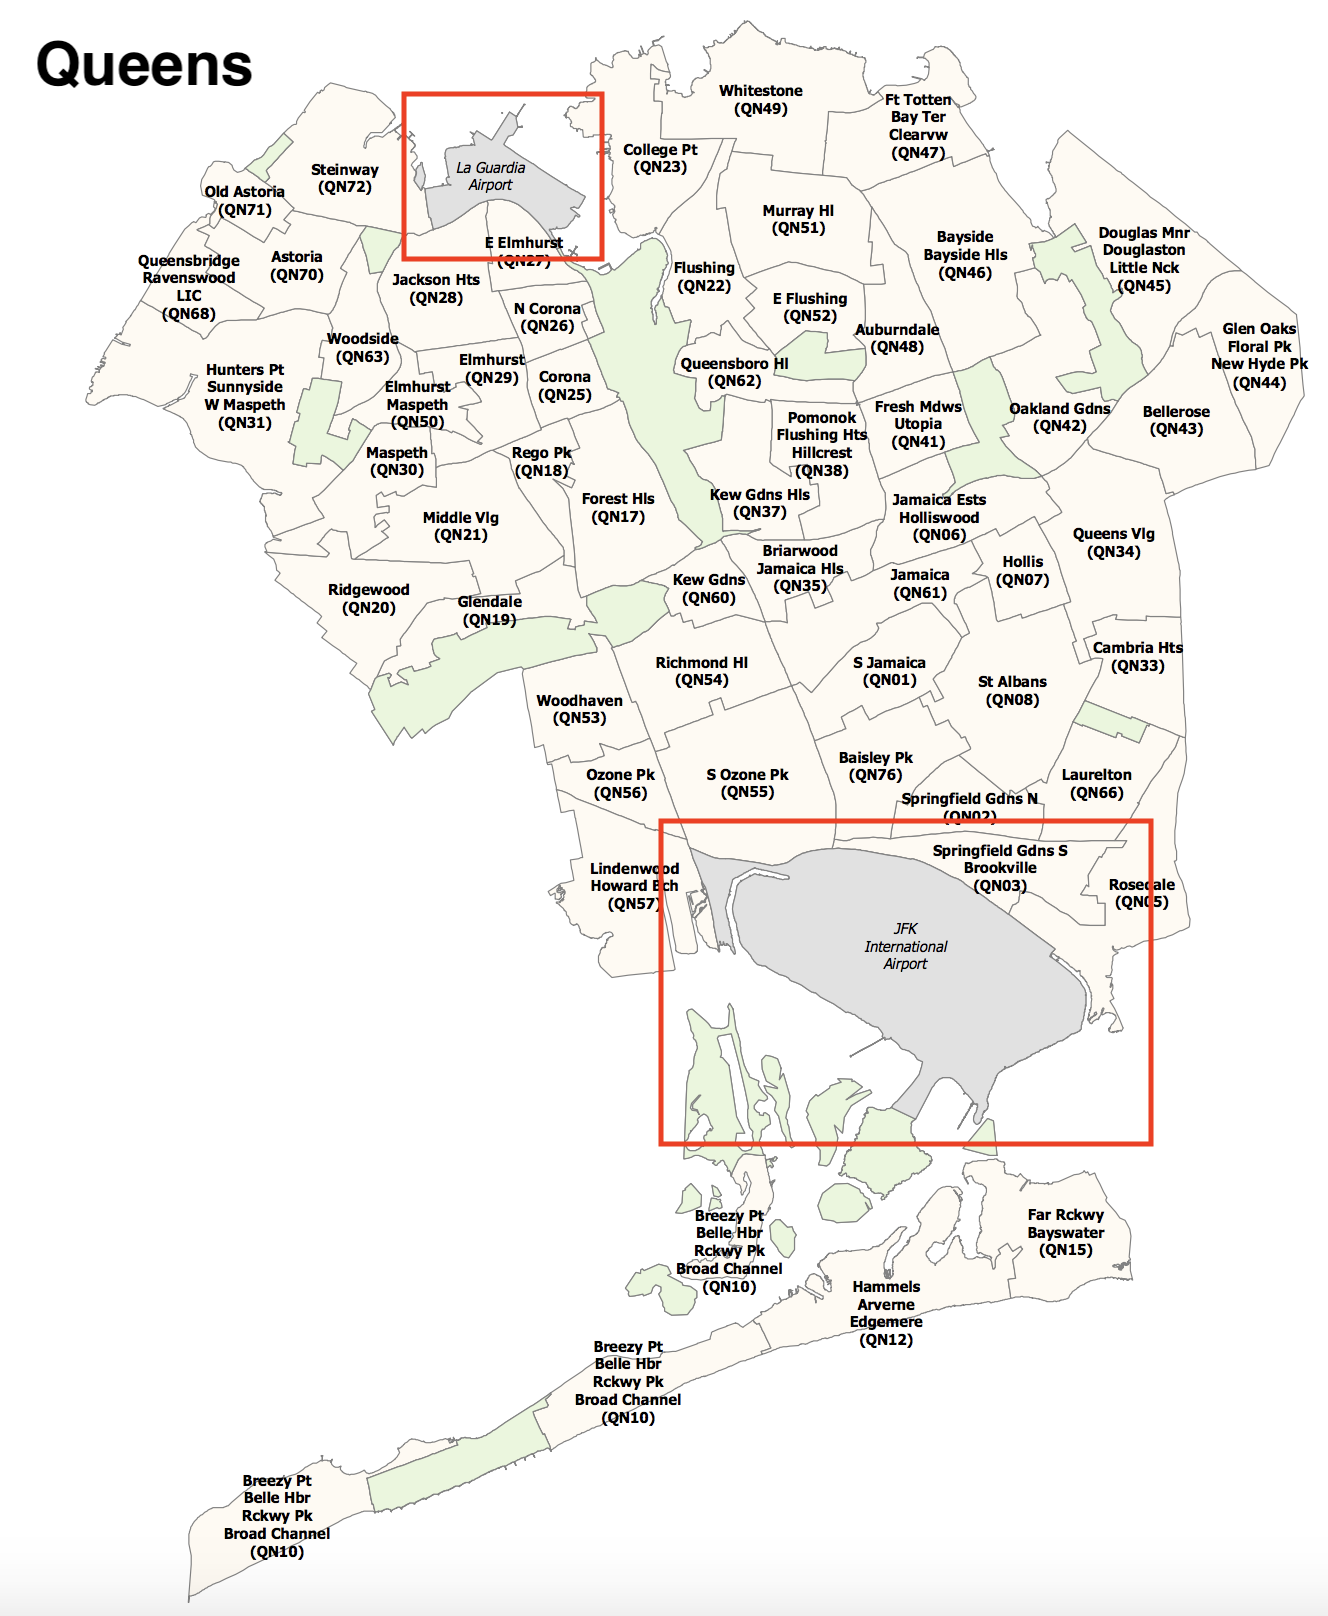 Queens
Whitestone
(QN49)
Ft Totten
Bay Ter
Clearvw
(QN47)
College Pt
(QN23)
Steinway
(QN72)
La Guardia
Airport
Old Astoria
(QN71)
Murray Hl
(QN51)
Douglas Mnr
Douglaston
Little Nck
(QN45)
Bayside
Bayside Hls
(QN46)
E Elmhurst
(QN27)
Astoria
(QN70)
Queensbridge
Ravenswood
LIC
(QN68)
Flushing
(QN22)
Jackson Hts
(QN28)
E Flushing
(QN52)
N Corona
(QN26)
Auburndale
(QN48)
Glen Oaks
Floral Pk
New Hyde Pk
(QN44)
Woodside
(QN63)
Elmhurst
(QN29)
Queensboro Hl
(QN62)
Hunters Pt
Sunnyside
W Maspeth
(QN31)
Corona
(QN25)
Elmhurst
Maspeth
(QN50)
Fresh Mdws
Utopia
(QN41)
Oakland Gdns
(QN42)
Bellerose
(QN43)
Pomonok
Flushing Hts
Hillcrest
(QN38)
Maspeth
(QN30)
Rego Pk
(QN18)
Kew Gdns Hls
(QN37)
Forest Hls
(QN17)
Jamaica Ests
Holliswood
(QN06)
Middle Vlg
(QN21)
Queens Vlg
(QN34)
Briarwood
Jamaica Hls
(QN35)
Hollis
(QN07)
Jamaica
(QN61)
Kew Gdns
(QN60)
Ridgewood
(QN20)
Glendale
(QN19)
Cambria Hts
(QN33)
Richmond Hl
(QN54)
S Jamaica
(QN01)
St Albans
(QN08)
Woodhaven
(QN53)
Baisley Pk
(QN76)
Ozone Pk
(QN56)
S Ozone Pk
(QN55)
Laurelton
(QN66)
Springfield Gdns N
(QN02)
Springfield Gdns S
Brookville
(QN03)
Lindenwood
Howard Bch
(QN57)
Rosedale
(QN05)
JFK
International
Airport
Breezy Pt
Belle Hbr
Rckwy Pk
Broad Channel
(QN10)
Far Rckwy
Bayswater
(QN15)
Hammels
Arverne
Edgemere
(QN12)
Breezy Pt
Belle Hbr
Rckwy Pk
Broad Channel
(QN10)
Breezy Pt
Belle Hbr
Rckwy Pk
Broad Channel
(QN10)